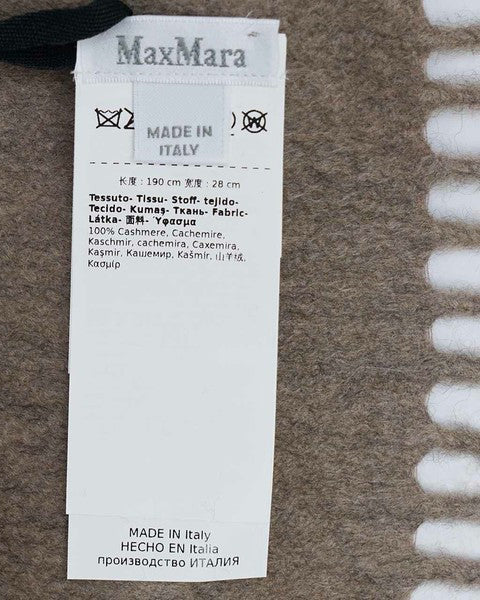 MaxMara
MADE IN
ITALY
长度 : 190 cm 宽度 : 28 cm
Tessuto- Tissu- Stoff- tejido-
Tecido- Kumaş- Ткань- Fabric-
Látka- 面料- Ύφασμα
100% Cashmere, Cachemire,
Kaschmir, cachemira, Caxemira,
Kaşmir, Кашемир, Kašmír, 山羊绒,
Κασμίρ
MADE IN Italy
HECHO EN Italia
производство ИТАЛИЯ